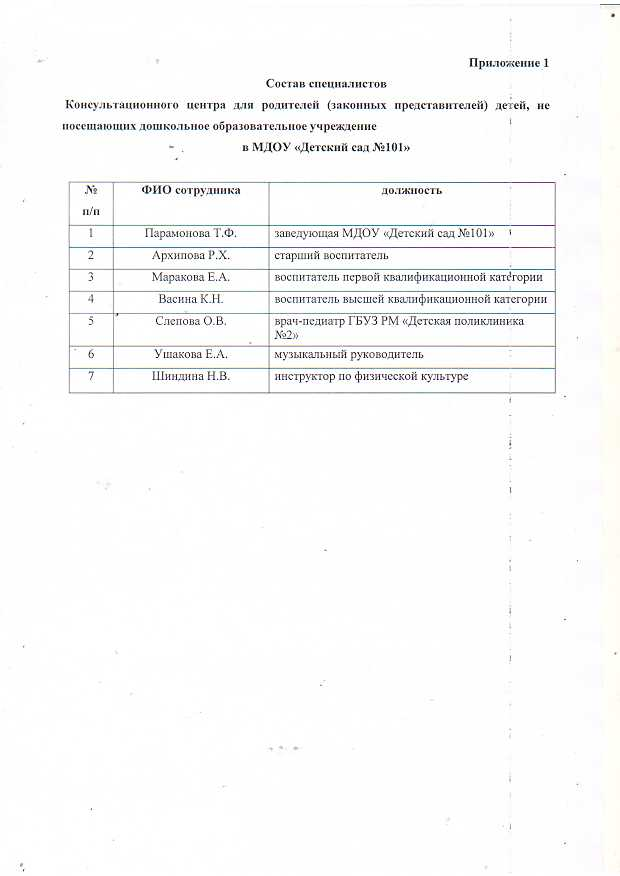 Приложение 1
Состав специалистов
Консультационного центра для родителей (законных представителей) детей, не
посещающих дошкольное образовательное учреждение
в МДОУ «Детский сад №101»
№ ФИО сотрудника должность
п/п
1 Парамонова Т.Ф. заведующая МДОУ «Детский сад №101»
2 Архипова Р.Х. старший воспитатель
3 Маракова Е.А. воспитатель первой квалификационной категории
4 Васина К.Н. воспитатель высшей квалификационной категории
5 Слепова О.В. врач-педиатр ГБУЗ РМ «Детская поликлиника
№2»
6 Ушакова Е.А. музыкальный руководитель
7 Шиндина Н.В. инструктор по физической культуре